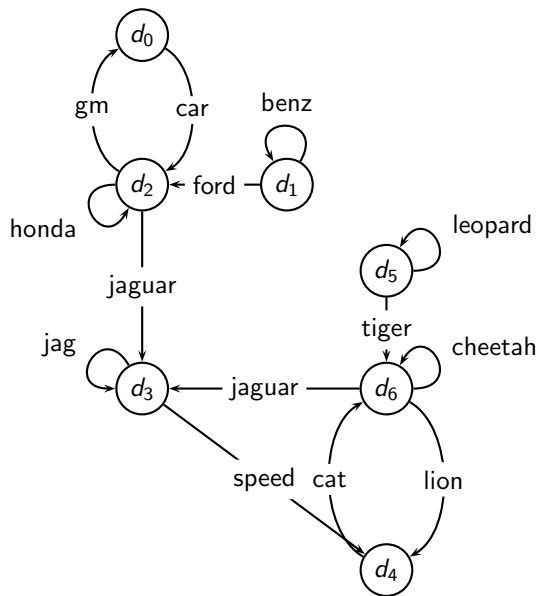 d0
gm
car
benz
d2
ford
d1
honda
leopard
d5
jaguar
tiger
jag
cheetah
d3
jaguar
d6
speed
cat
lion
d4